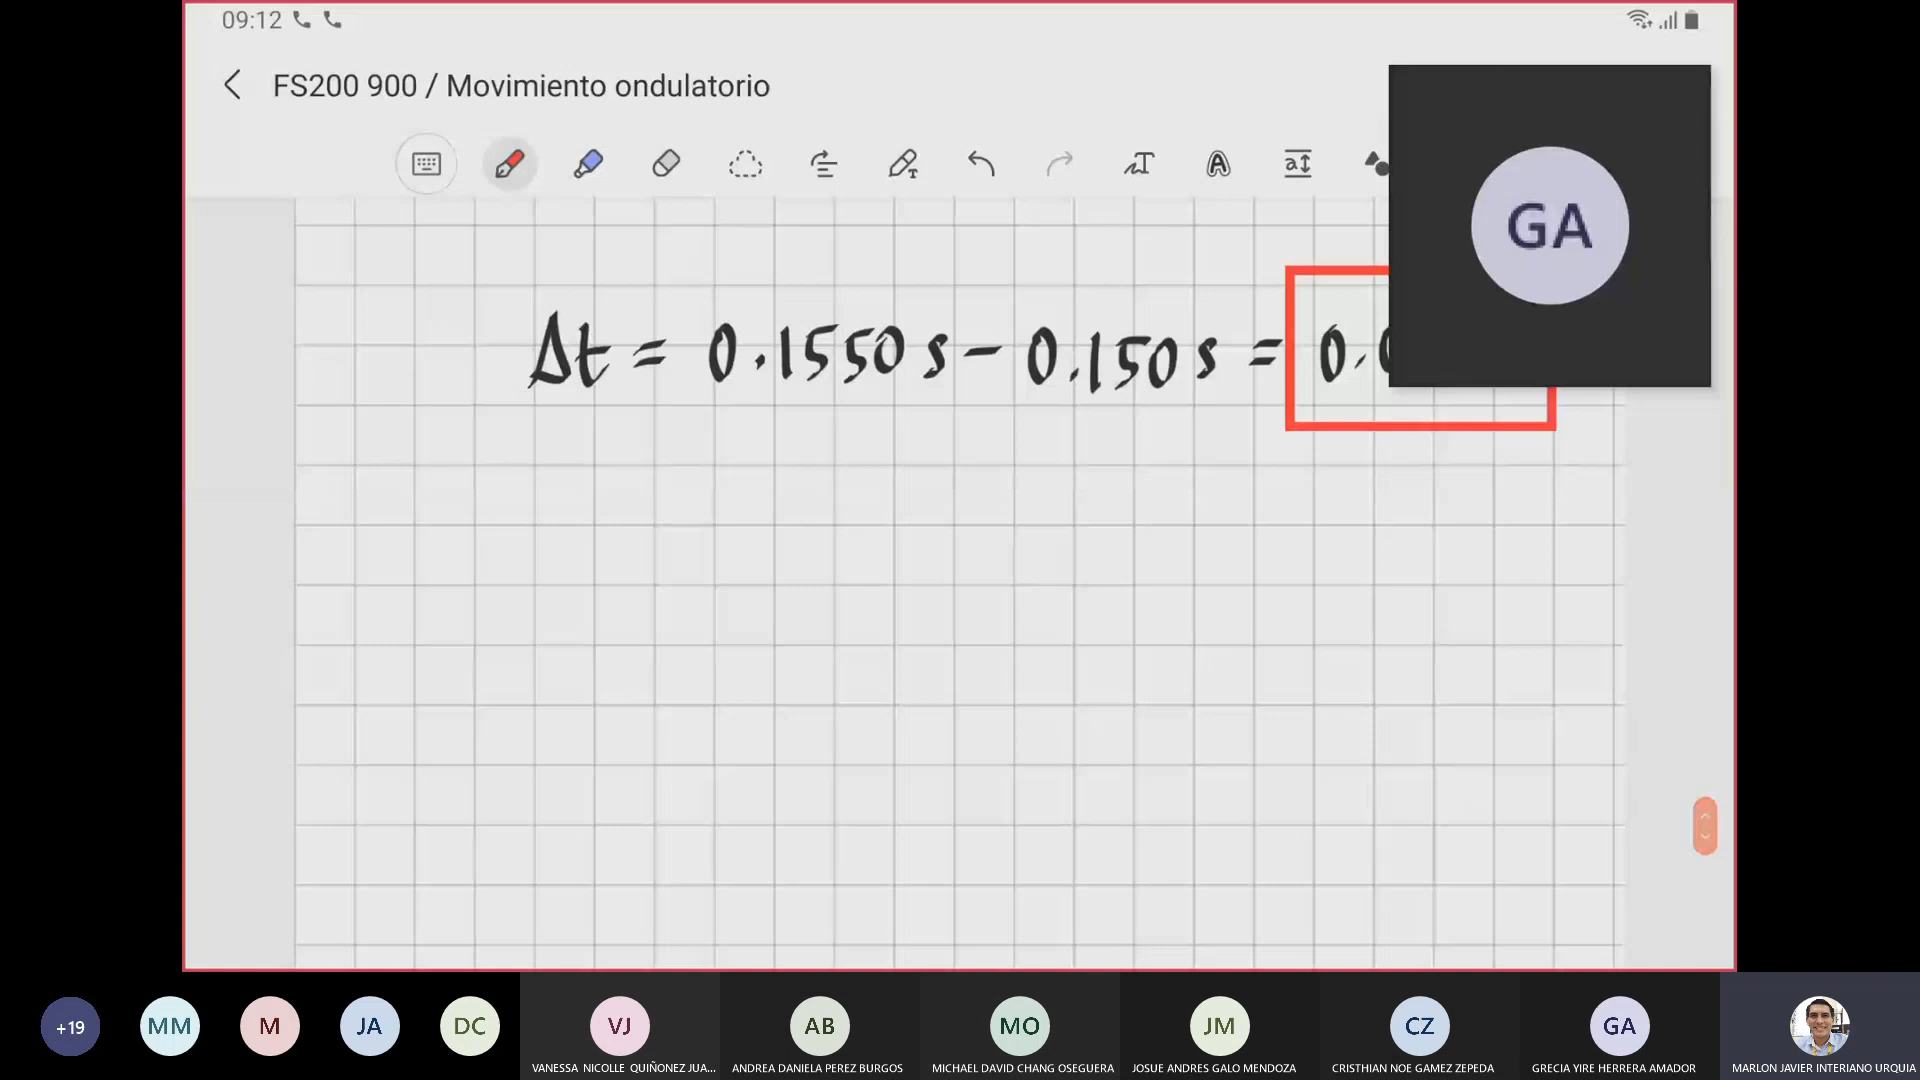 09:12
FS200 900 / Movimiento ondulatorio
GA
Δt = 0.1550 s − 0.150 s = 0.0
+19
MM
M
JA
DC
VJ
AB
MO
JM
CZ
GA
VANESSA NICOLLE QUIÑONEZ JUA...
ANDREA DANIELA PEREZ BURGOS
MICHAEL DAVID CHANG OSEGUERA
JOSUE ANDRES GALO MENDOZA
CRISTHIAN NOE GAMEZ ZEPEDA
GRECIA YIRE HERRERA AMADOR
MARLON JAVIER INTERIANO URQUIA